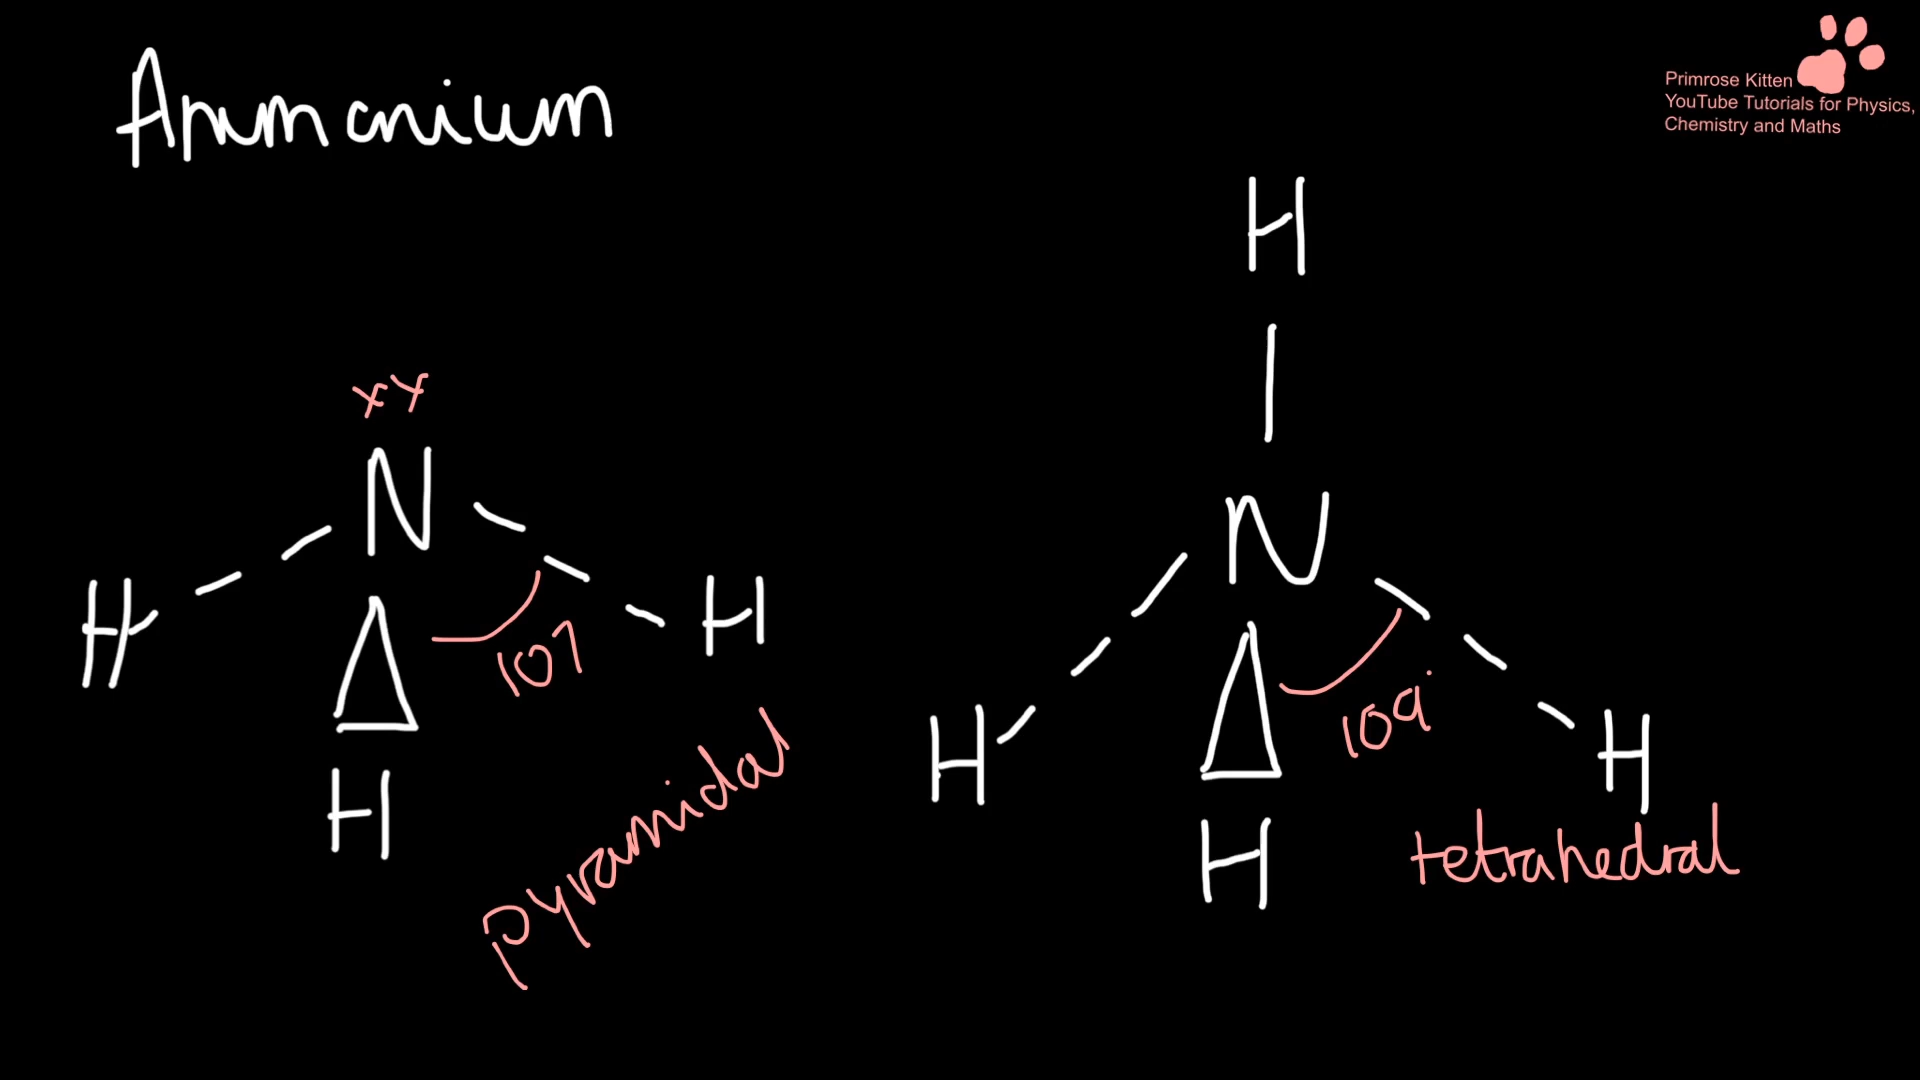 Ammonium
Primrose Kitten
YouTube Tutorials for Physics,
Chemistry and Maths
H
xx
N
N
H
H
107
109°
H
H
H
pyramidal
H
tetrahedral